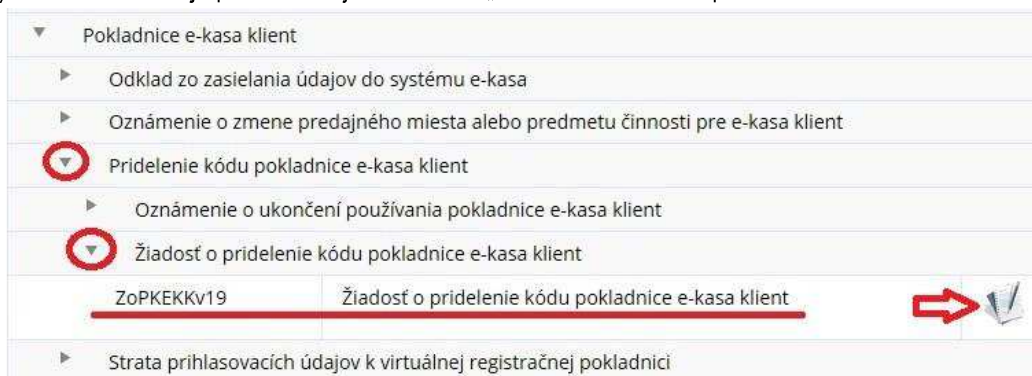 Pokladnice e-kasa klient
Odklad zo zasielania údajov do systému e-kasa
Oznámenie o zmene predajného miesta alebo predmetu činnosti pre e-kasa klient
Pridelenie kódu pokladnice e-kasa klient
Oznámenie o ukončení používania pokladnice e-kasa klient
Žiadosť o pridelenie kódu pokladnice e-kasa klient
ZoPKEKKv19 Žiadosť o pridelenie kódu pokladnice e-kasa klient
Strata prihlasovacích údajov k virtuálnej registračnej pokladnici